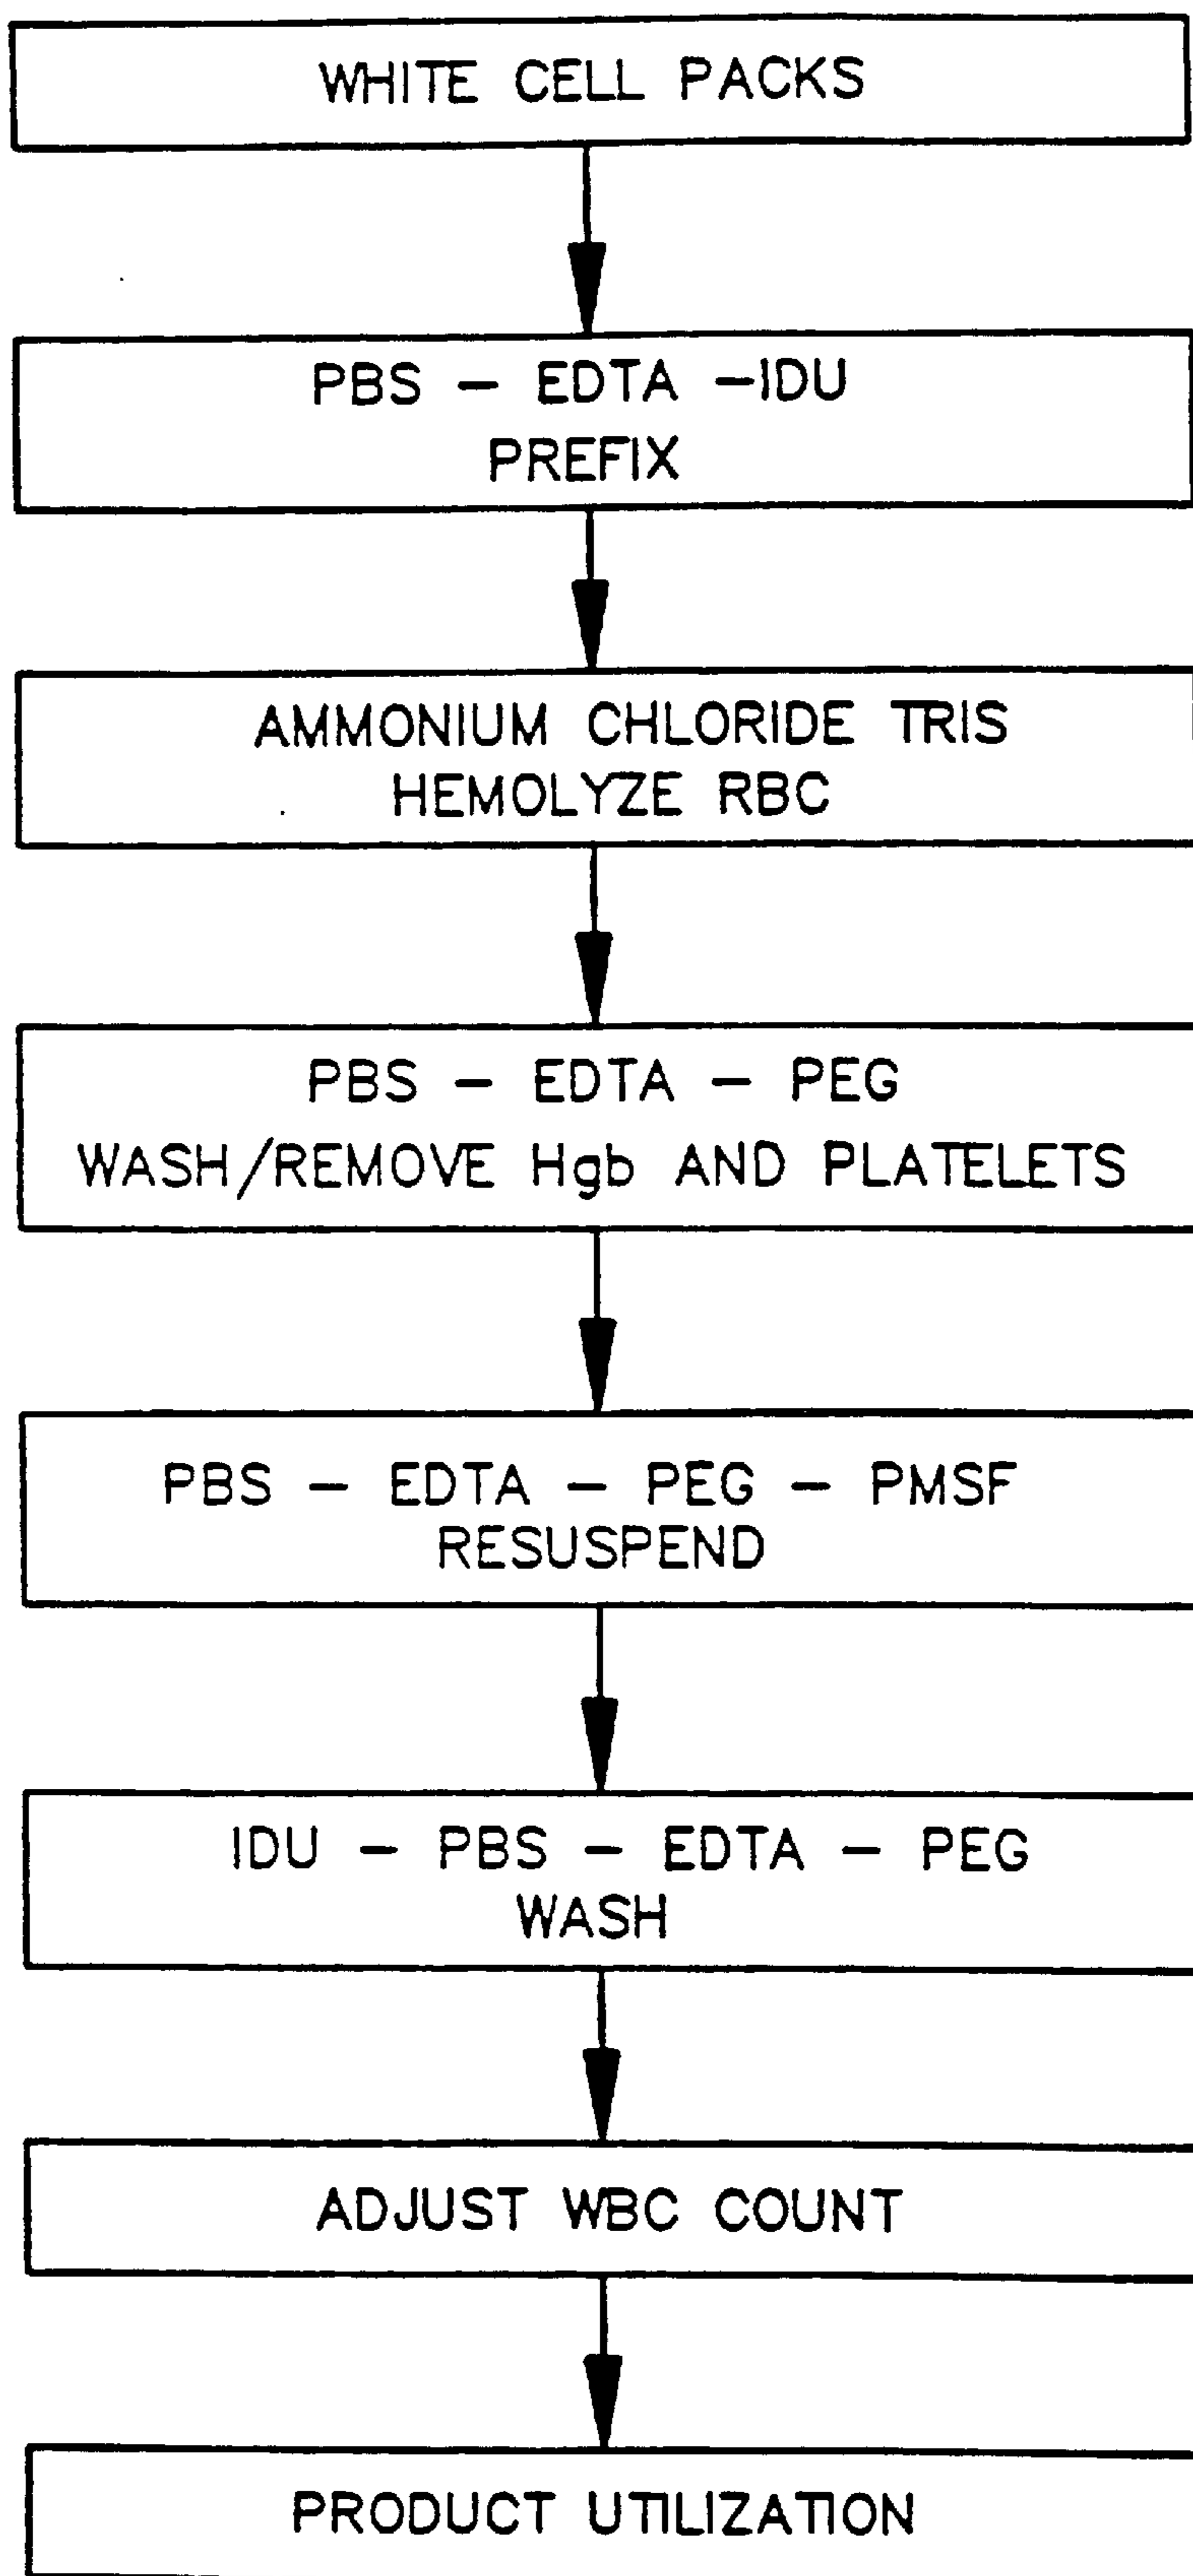 WHITE CELL PACKS
PBS - EDTA -IDU
PREFIX
AMMONIUM CHLORIDE TRIS
HEMOLYZE RBC
PBS - EDTA - PEG
WASH/REMOVE Hgb AND PLATELETS
PBS - EDTA - PEG - PMSF
RESUSPEND
IDU - PBS - EDTA - PEG
WASH
ADJUST WBC COUNT
PRODUCT UTILIZATION